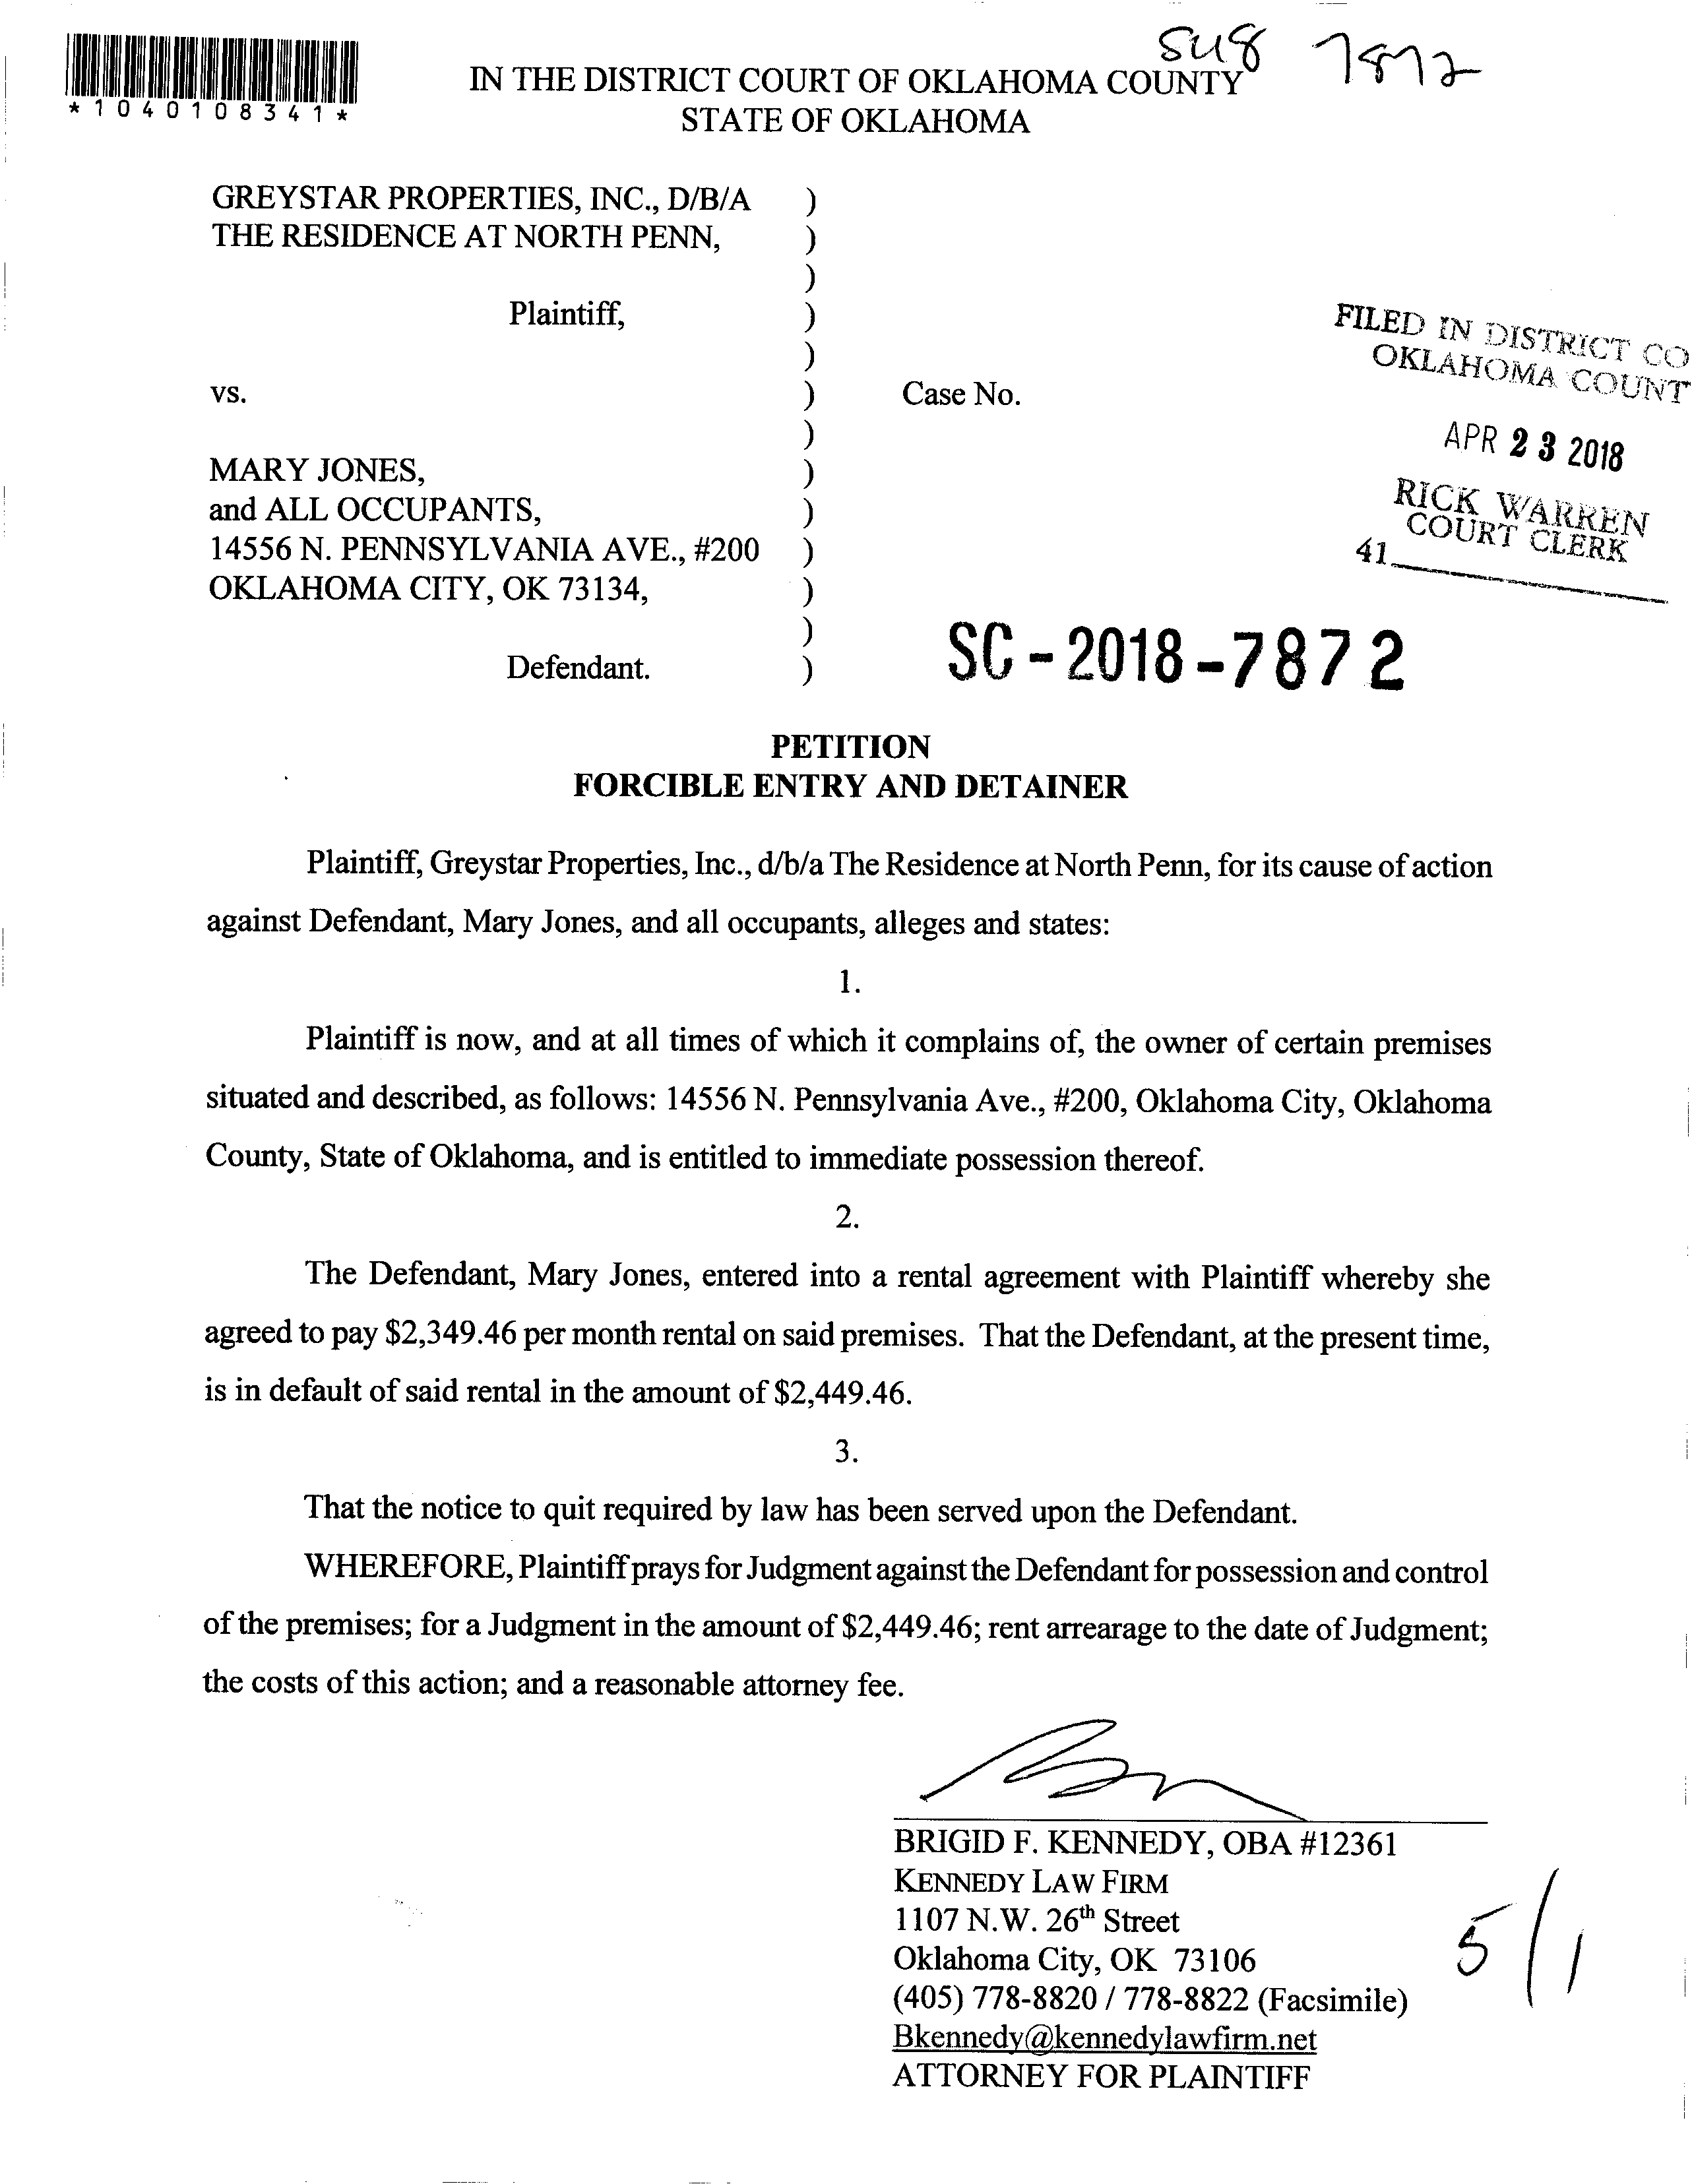 SU8 7872
*1040108341*
IN THE DISTRICT COURT OF OKLAHOMA COUNTY
STATE OF OKLAHOMA
GREYSTAR PROPERTIES, INC., D/B/A )
THE RESIDENCE AT NORTH PENN, )
)
Plaintiff, )
)
vs. ) Case No.
)
MARY JONES, )
and ALL OCCUPANTS, )
14556 N. PENNSYLVANIA AVE., #200 )
OKLAHOMA CITY, OK 73134, )
)
Defendant. )
FILED IN DISTRICT CO
OKLAHOMA COUNT
APR 23 2018
RICK WARREN
COURT CLERK
41
SC-2018-7872
PETITION
FORCIBLE ENTRY AND DETAINER
Plaintiff, Greystar Properties, Inc., d/b/a The Residence at North Penn, for its cause of action
against Defendant, Mary Jones, and all occupants, alleges and states:
1.
Plaintiff is now, and at all times of which it complains of, the owner of certain premises
situated and described, as follows: 14556 N. Pennsylvania Ave., #200, Oklahoma City, Oklahoma
County, State of Oklahoma, and is entitled to immediate possession thereof.
2.
The Defendant, Mary Jones, entered into a rental agreement with Plaintiff whereby she
agreed to pay $2,349.46 per month rental on said premises. That the Defendant, at the present time,
is in default of said rental in the amount of $2,449.46.
3.
That the notice to quit required by law has been served upon the Defendant.
WHEREFORE, Plaintiff prays for Judgment against the Defendant for possession and control
of the premises; for a Judgment in the amount of $2,449.46; rent arrearage to the date of Judgment;
the costs of this action; and a reasonable attorney fee.
BRIGID F. KENNEDY, OBA #12361
KENNEDY LAW FIRM
1107 N.W. 26th Street
Oklahoma City, OK 73106
(405) 778-8820 / 778-8822 (Facsimile)
Bkennedy@kennedylawfirm.net
ATTORNEY FOR PLAINTIFF
5/1